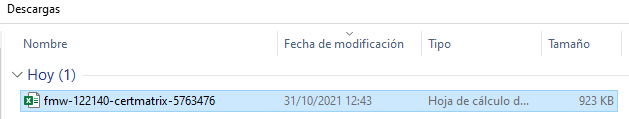 Descargas
Nombre Fecha de modificación Tipo Tamaño
Hoy (1)
fmw-122140-certmatrix-5763476 31/10/2021 12:43 Hoja de cálculo d... 923 KB